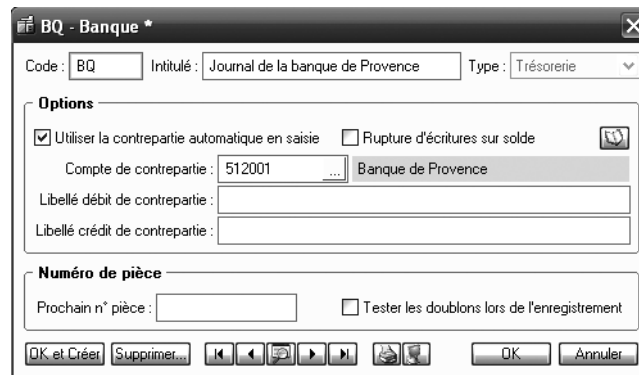 BQ - Banque *
Code : BQ Intitulé : Journal de la banque de Provence Type : Trésorerie
Options
Utiliser la contrepartie automatique en saisie Rupture d'écritures sur solde
Compte de contrepartie : 512001 ... Banque de Provence
Libellé débit de contrepartie :
Libellé crédit de contrepartie :
Numéro de pièce
Prochain n° pièce : Tester les doublons lors de l'enregistrement
OK et Créer Supprimer... OK Annuler